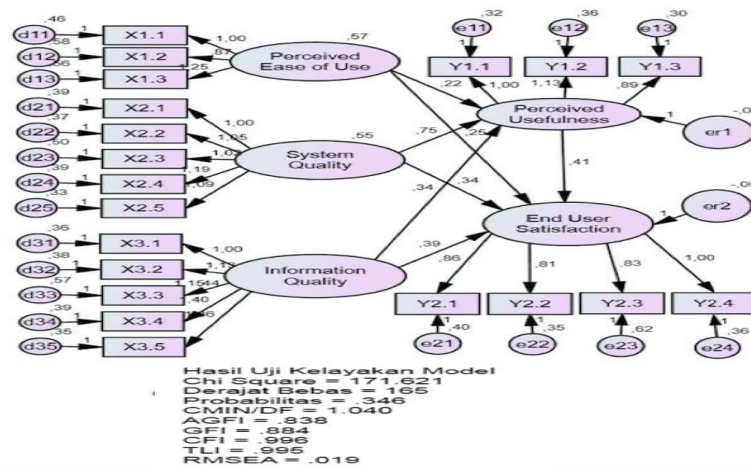 .46
d11 1 X1.1
.58
d12 1 X1.2
d13 1 X1.3
1,00
,87
.57
Perceived
Ease of Use
.39
d21 1 X2.1
.37
d22 1 X2.2
.50
d23 1 X2.3
.39
d24 1 X2.4
.33
d25 1 X2.5
1,00
1,05
1,19
1,09
.55
System
Quality
.36
d31 1 X3.1
.38
d32 1 X3.2
.57
d33 1 X3.3
.39
d34 1 X3.4
.35
d35 1 X3.5
1,00
Information
Quality
e11 .32
e12 .36
e13 .30
1 1 1
Y1.1 Y1.2 Y1.3
,22 1,00 1,13 ,89
Perceived
Usefulness
1
er1
,75 ,25
,41
,34 ,34
,39
End User
Satisfaction
1
er2
,86 ,81 ,83 1,00
Y2.1 Y2.2 Y2.3 Y2.4
1 1 1 1
,40 ,35 ,62 ,36
e21 e22 e23 e24
Hasil Uji Kelayakan Model
Chi Square = 171.621
Derajat Bebas = 165
Probabilitas = .346
CMIN/DF = 1.040
AGFI = .838
GFI = .884
CFI = .996
TLI = .995
RMSEA = .019